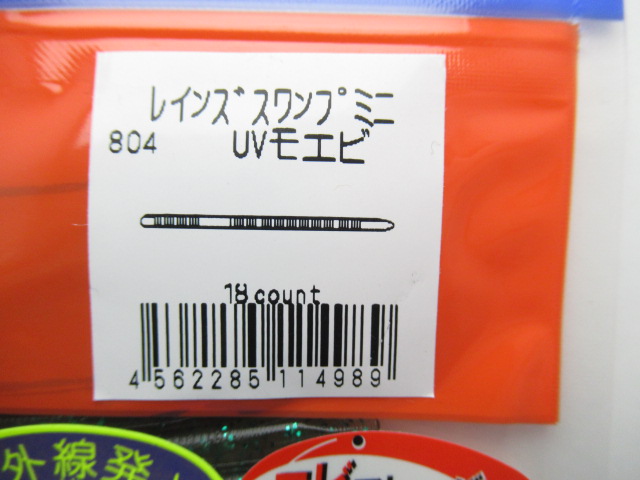 レインズスワンプミニ
804 UVモエビ
18 count
4 562285 114989
外線発